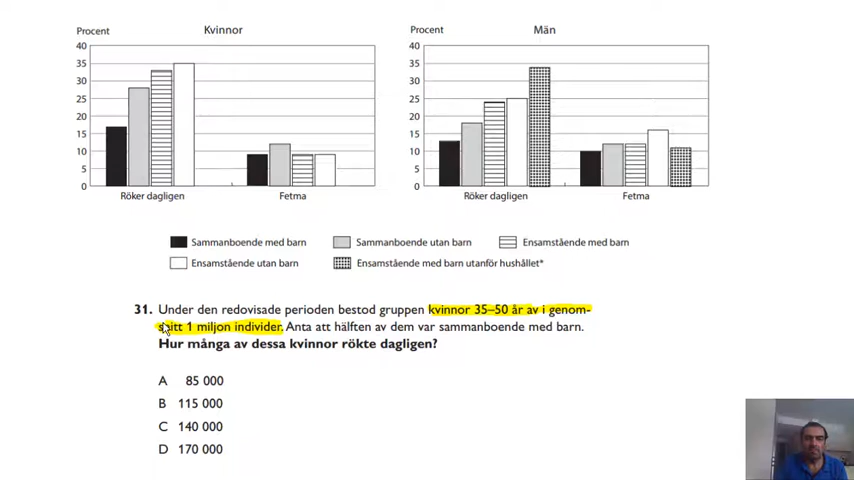 Procent
Kvinnor
40
35
30
25
20
15
10
5
0
Röker dagligen
Fetma
Procent
Män
40
35
30
25
20
15
10
5
0
Röker dagligen
Fetma
Sammanboende med barn
Sammanboende utan barn
Ensamstående med barn
Ensamstående utan barn
Ensamstående med barn utanför hushållet*
31. Under den redovisade perioden bestod gruppen kvinnor 35–50 år av i genom-
snitt 1 miljon individer. Anta att hälften av dem var sammanboende med barn.
Hur många av dessa kvinnor rökte dagligen?
A 85 000
B 115 000
C 140 000
D 170 000